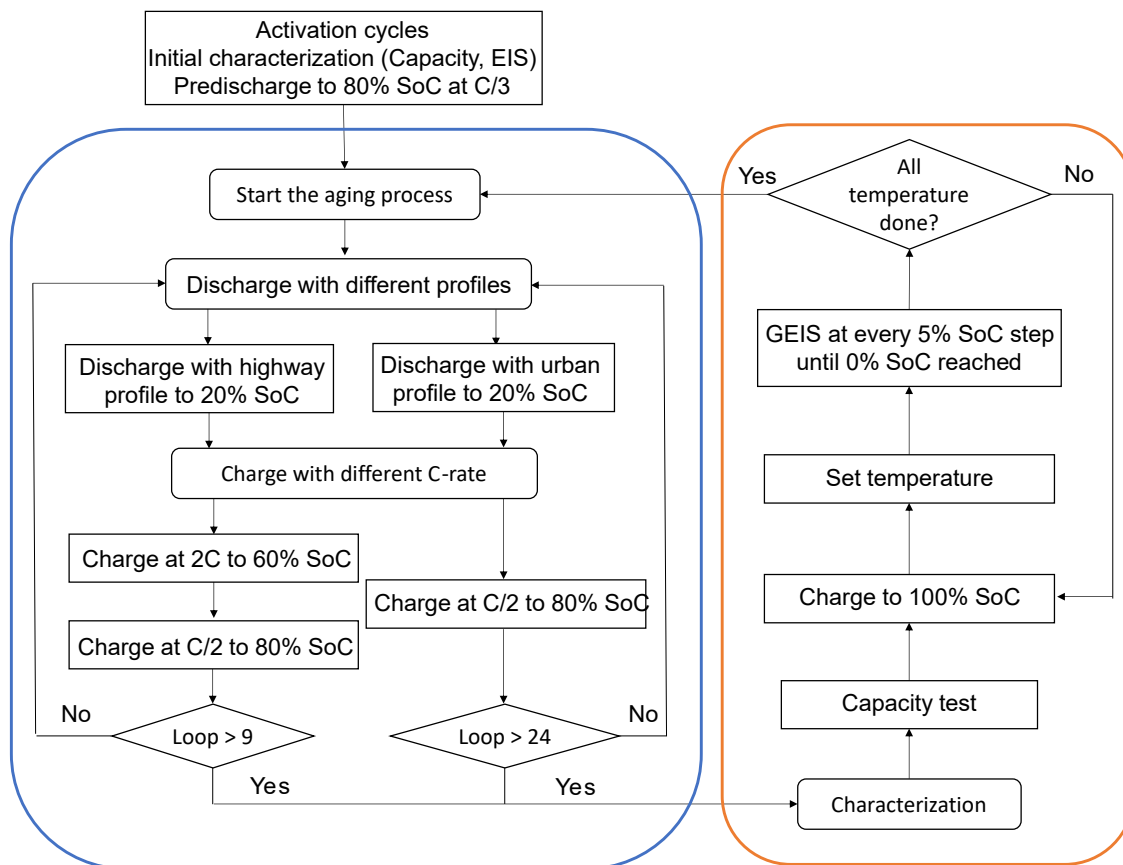 Activation cycles
Initial characterization (Capacity, EIS)
Predischarge to 80% SoC at C/3
Start the aging process
Discharge with different profiles
Discharge with highway
profile to 20% SoC
Discharge with urban
profile to 20% SoC
Charge with different C-rate
Charge at 2C to 60% SoC
Charge at C/2 to 80% SoC
Charge at C/2 to 80% SoC
No
Loop > 9
Yes
Loop > 24
No
Yes
All
temperature
done?
Yes
No
GEIS at every 5% SoC step
until 0% SoC reached
Set temperature
Charge to 100% SoC
Capacity test
Characterization